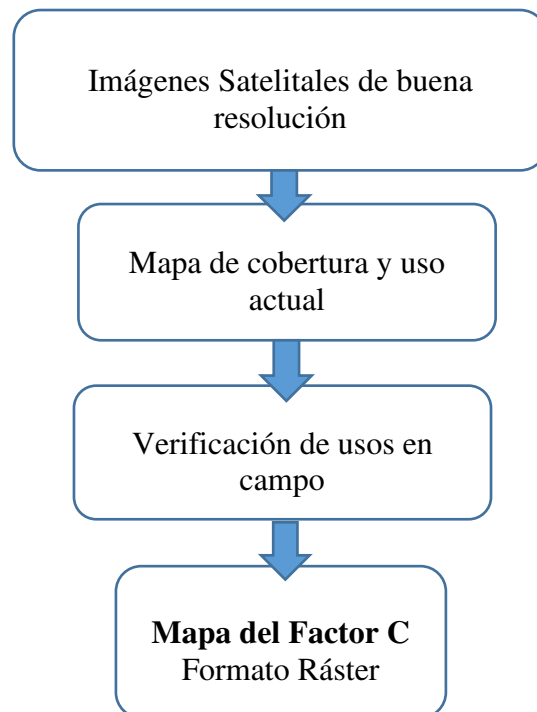 Imágenes Satelitales de buena
resolución
Mapa de cobertura y uso
actual
Verificación de usos en
campo
Mapa del Factor C
Formato Ráster